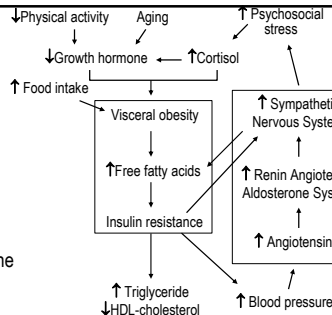 ↓Physical activity
Aging
↑ Psychosocial
stress
↓Growth hormone
↑Cortisol
↑ Food intake
Visceral obesity
↑ Sympatheti
Nervous Syste
↑Free fatty acids
↑ Renin Angiote
Aldosterone Sys
Insulin resistance
↑ Angiotensin
ne
↑ Triglyceride
↓HDL-cholesterol
↑ Blood pressure